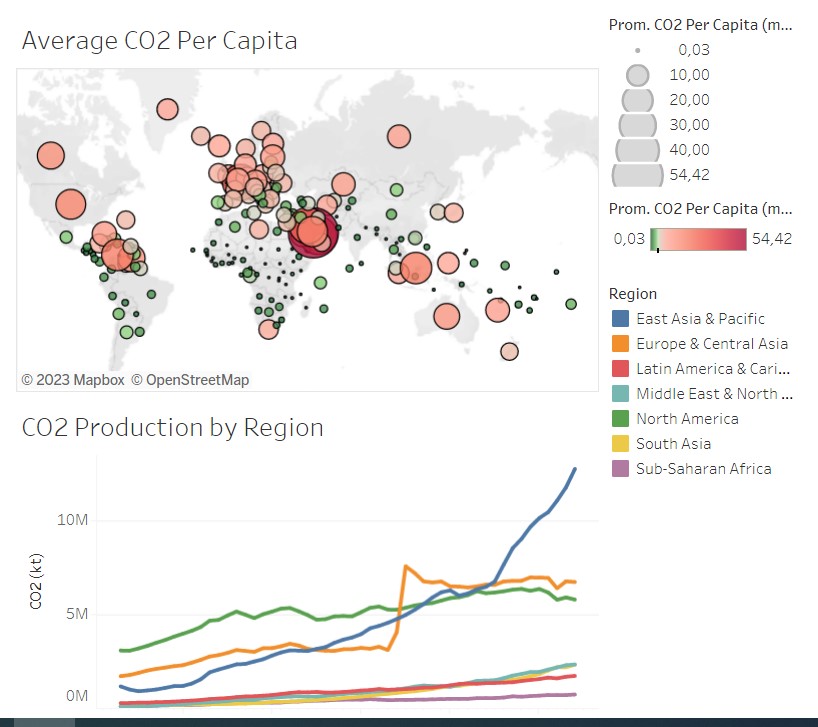 Average CO2 Per Capita
© 2023 Mapbox © OpenStreetMap
Prom. CO2 Per Capita (m...
0,03
10,00
20,00
30,00
40,00
54,42
Prom. CO2 Per Capita (m...
0,03 54,42
Region
East Asia & Pacific
Europe & Central Asia
Latin America & Cari...
Middle East & North ...
North America
South Asia
Sub-Saharan Africa
CO2 Production by Region
CO2 (kt)
10M
5M
0M